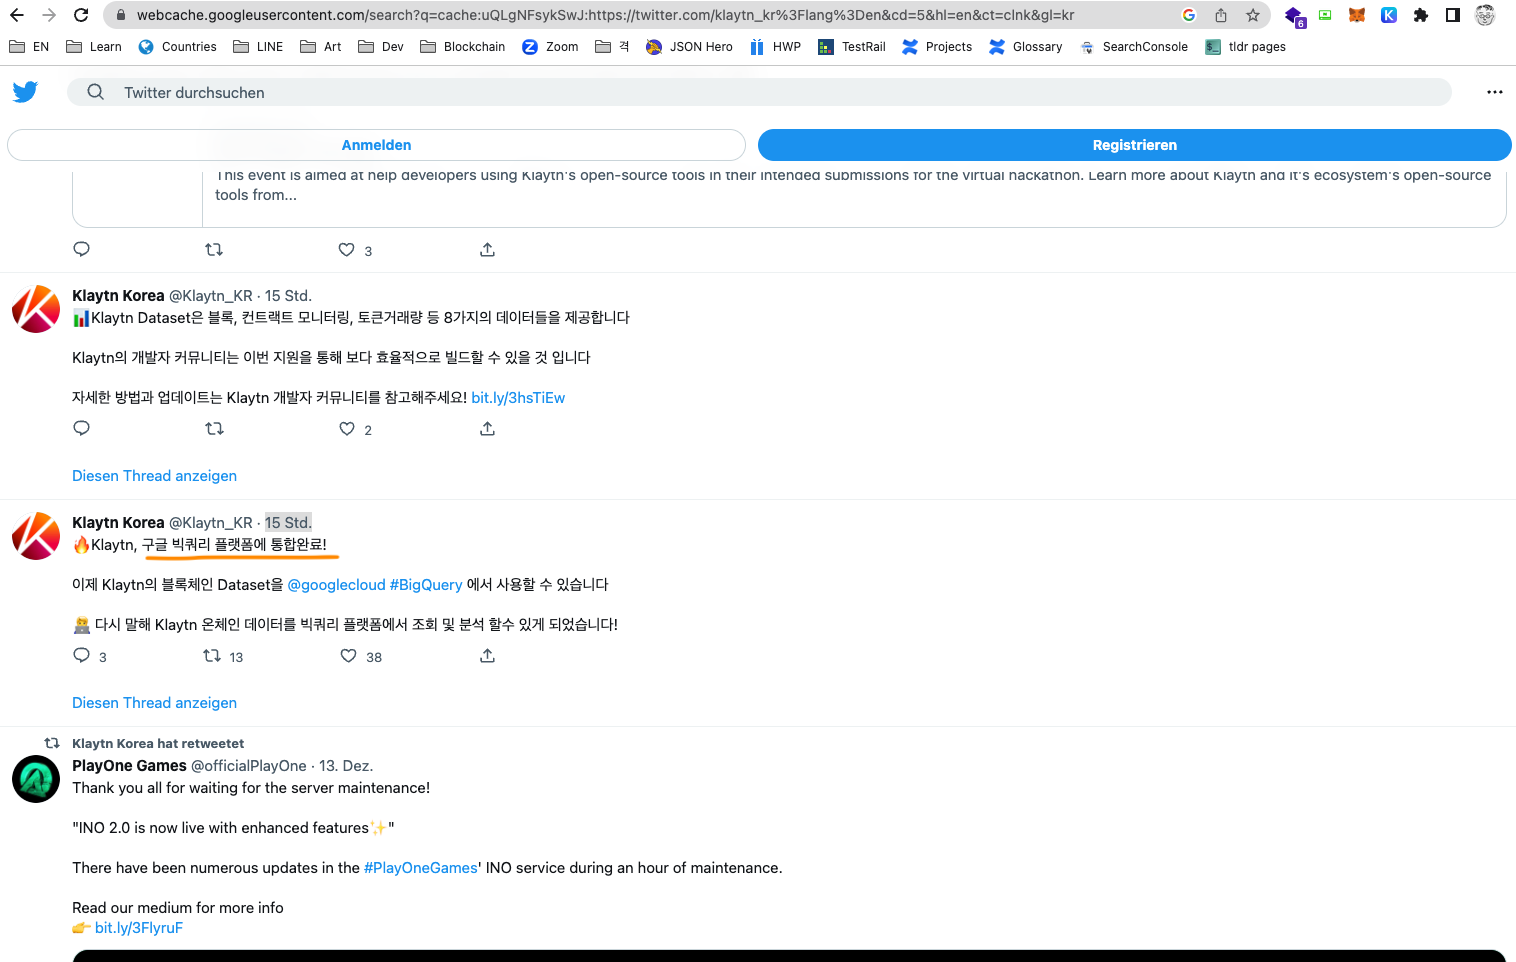 webcache.googleusercontent.com/search?q=cache:uQLgNFsykSwJ:https://twitter.com/klaytn_kr%3Flang%3Den&cd=5&hl=en&ct=clnk&gl=kr
6
EN Learn Countries LINE Art Dev Blockchain Zoom 격 JSON Hero HWP TestRail Projects Glossary SearchConsole tldr pages
Twitter durchsuchen
Anmelden Registrieren
This event is aimed at help developers using Klaytn's open-source tools in their intended submissions for the virtual hackathon. Learn more about Klaytn and it's ecosystem's open-source
tools from...
3
Klaytn Korea @Klaytn_KR · 15 Std.
📊Klaytn Dataset은 블록, 컨트랙트 모니터링, 토큰거래량 등 8가지의 데이터들을 제공합니다
Klaytn의 개발자 커뮤니티는 이번 지원을 통해 보다 효율적으로 빌드할 수 있을 것 입니다
자세한 방법과 업데이트는 Klaytn 개발자 커뮤니티를 참고해주세요! bit.ly/3hsTiEw
2
Diesen Thread anzeigen
Klaytn Korea @Klaytn_KR · 15 Std.
🔥Klaytn, 구글 빅쿼리 플랫폼에 통합완료!
이제 Klaytn의 블록체인 Dataset을 @googlecloud #BigQuery 에서 사용할 수 있습니다
🧑‍💻 다시 말해 Klaytn 온체인 데이터를 빅쿼리 플랫폼에서 조회 및 분석 할수 있게 되었습니다!
3 13 38
Diesen Thread anzeigen
Klaytn Korea hat retweetet
PlayOne Games @officialPlayOne · 13. Dez.
Thank you all for waiting for the server maintenance!
"INO 2.0 is now live with enhanced features✨"
There have been numerous updates in the #PlayOneGames' INO service during an hour of maintenance.
Read our medium for more info
👉 bit.ly/3FlyruF